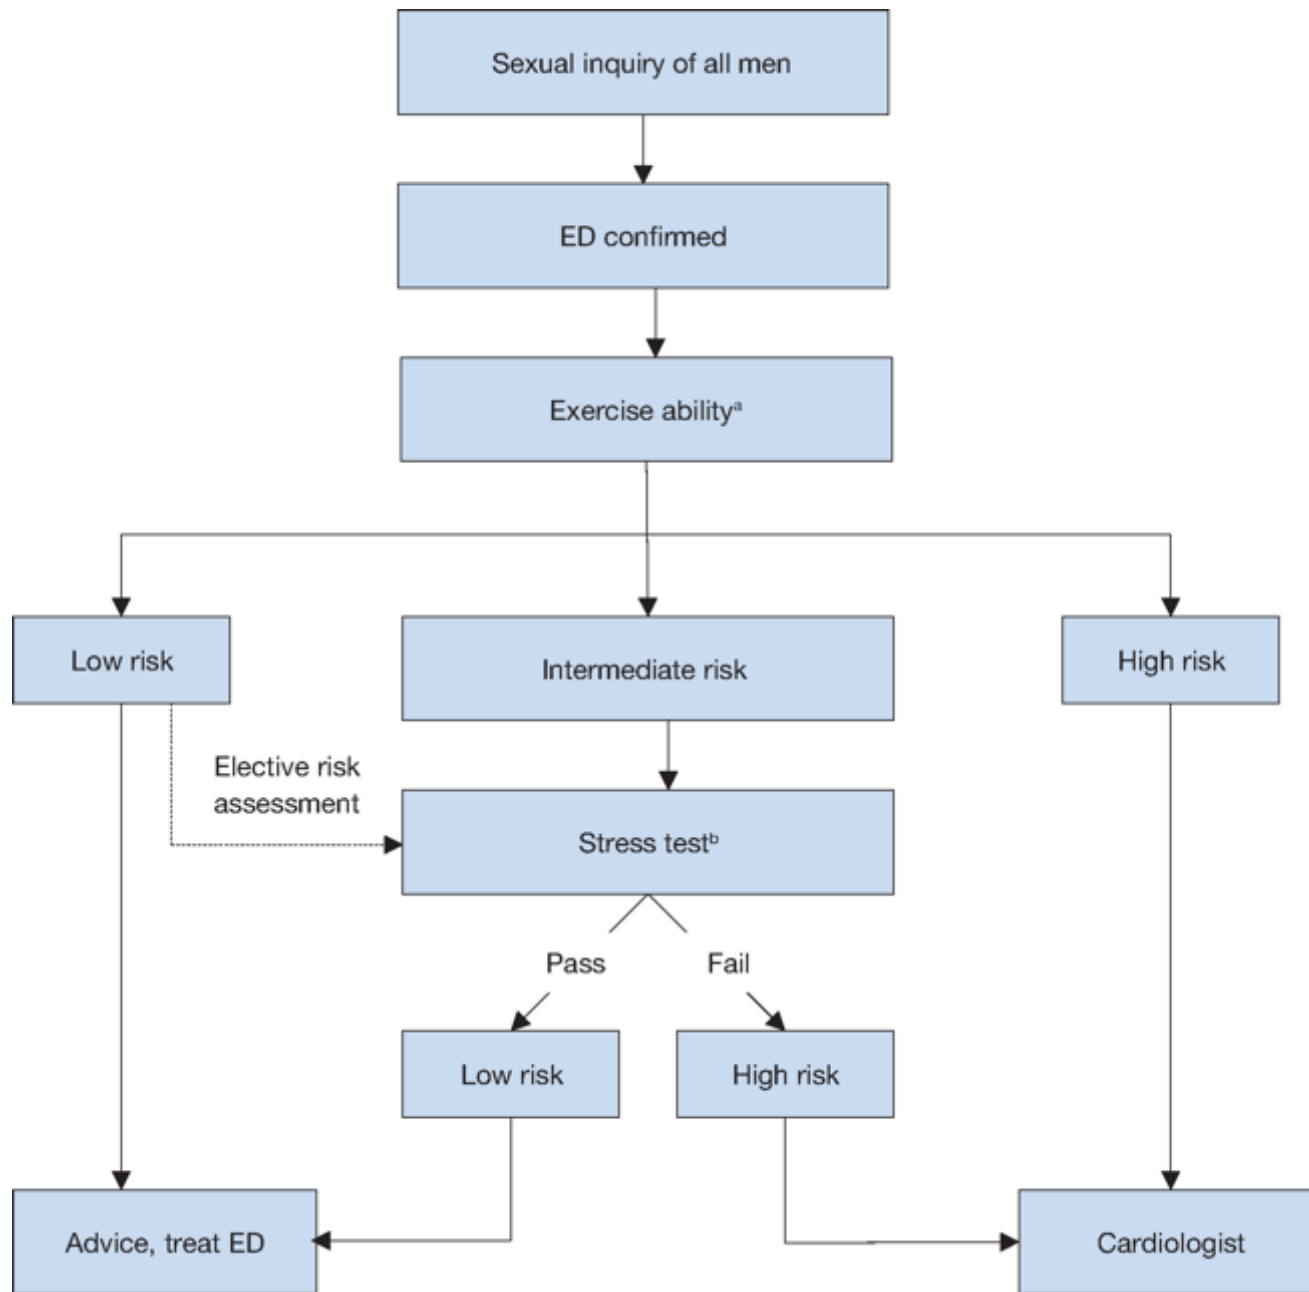 Sexual inquiry of all men
ED confirmed
Exercise abilityᵃ
Low risk
Intermediate risk
High risk
Elective risk
assessment
Stress testᵇ
Pass
Fail
Low risk
High risk
Advice, treat ED
Cardiologist